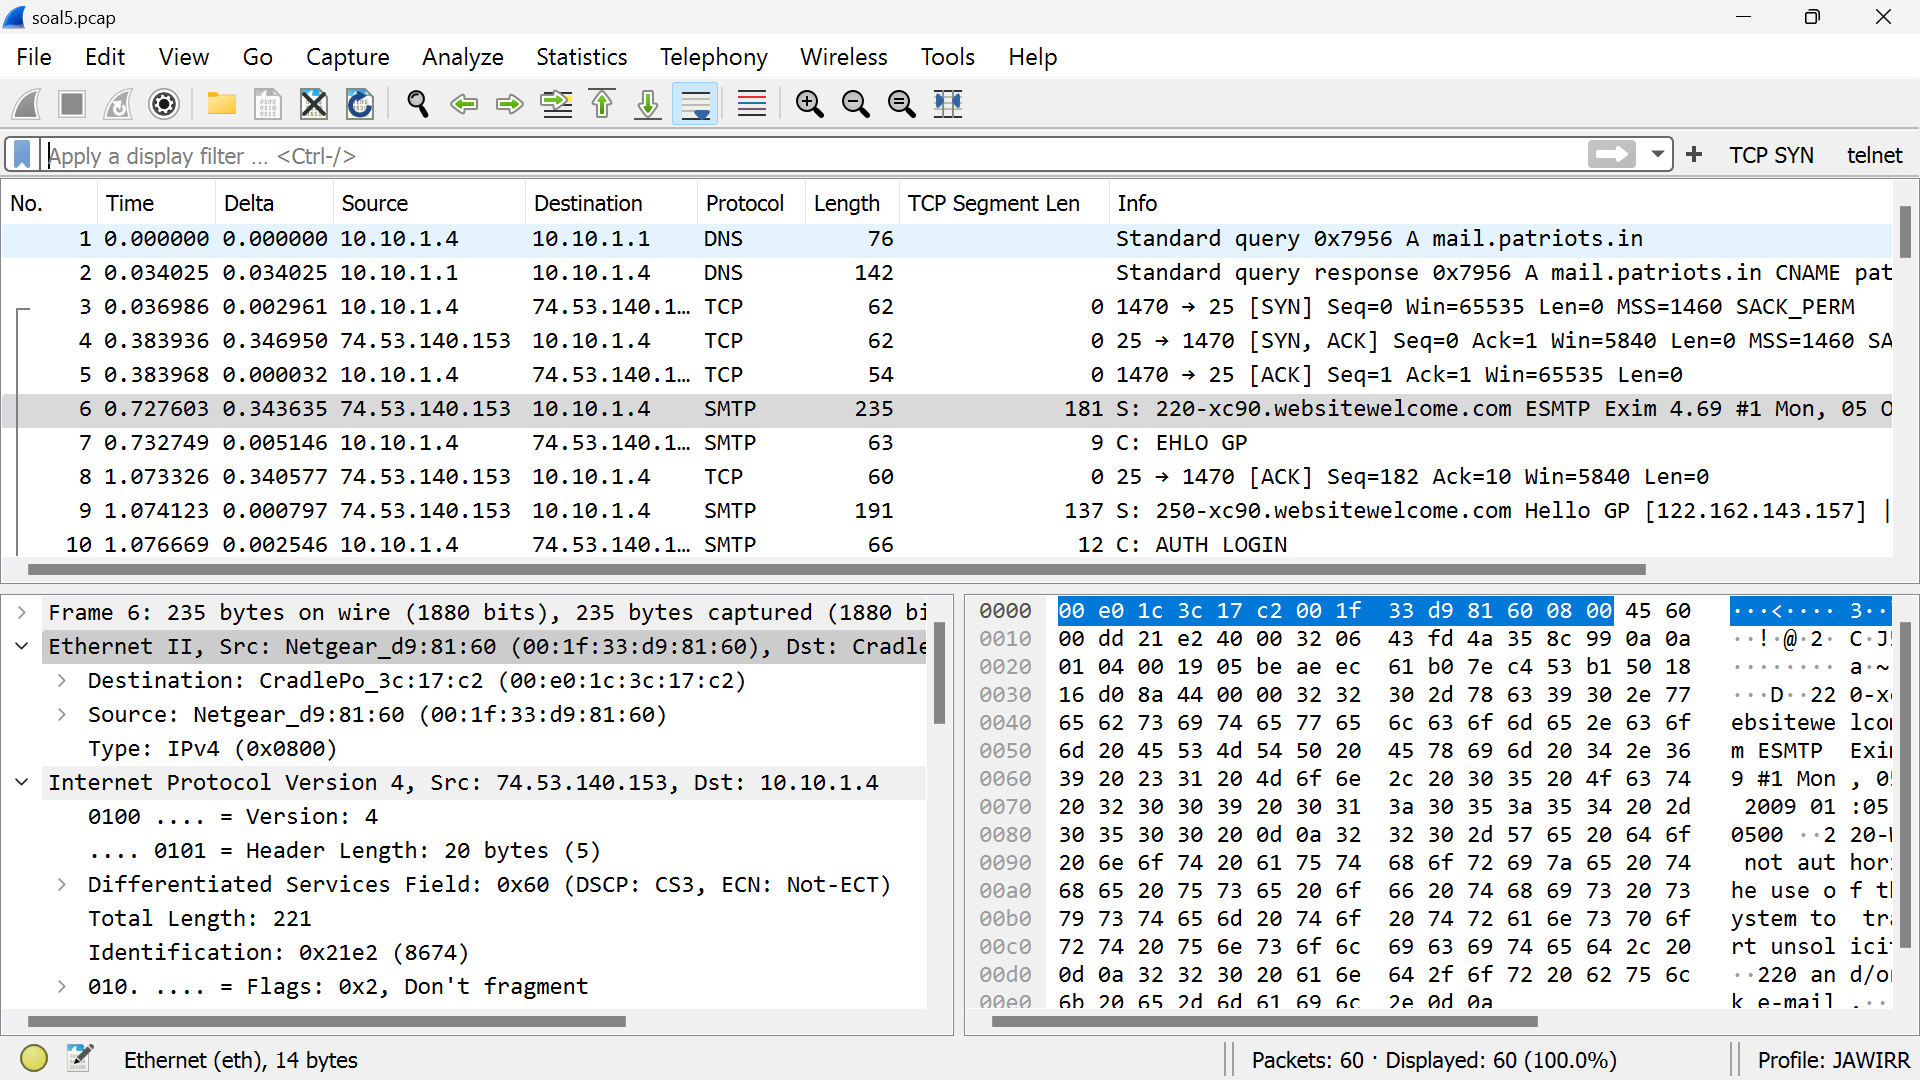 soal5.pcap
File Edit View Go Capture Analyze Statistics Telephony Wireless Tools Help
Apply a display filter ... <Ctrl-/> + TCP SYN telnet
No. Time Delta Source Destination Protocol Length TCP Segment Len Info
1 0.000000 0.000000 10.10.1.4 10.10.1.1 DNS 76 Standard query 0x7956 A mail.patriots.in
2 0.034025 0.034025 10.10.1.1 10.10.1.4 DNS 142 Standard query response 0x7956 A mail.patriots.in CNAME pat
3 0.036986 0.002961 10.10.1.4 74.53.140.1… TCP 62 0 1470 → 25 [SYN] Seq=0 Win=65535 Len=0 MSS=1460 SACK_PERM
4 0.383936 0.346950 74.53.140.153 10.10.1.4 TCP 62 0 25 → 1470 [SYN, ACK] Seq=0 Ack=1 Win=5840 Len=0 MSS=1460 SA
5 0.383968 0.000032 10.10.1.4 74.53.140.1… TCP 54 0 1470 → 25 [ACK] Seq=1 Ack=1 Win=65535 Len=0
6 0.727603 0.343635 74.53.140.153 10.10.1.4 SMTP 235 181 S: 220-xc90.websitewelcome.com ESMTP Exim 4.69 #1 Mon, 05 O
7 0.732749 0.005146 10.10.1.4 74.53.140.1… SMTP 63 9 C: EHLO GP
8 1.073326 0.340577 74.53.140.153 10.10.1.4 TCP 60 0 25 → 1470 [ACK] Seq=182 Ack=10 Win=5840 Len=0
9 1.074123 0.000797 74.53.140.153 10.10.1.4 SMTP 191 137 S: 250-xc90.websitewelcome.com Hello GP [122.162.143.157] |
10 1.076669 0.002546 10.10.1.4 74.53.140.1… SMTP 66 12 C: AUTH LOGIN
Frame 6: 235 bytes on wire (1880 bits), 235 bytes captured (1880 bi
Ethernet II, Src: Netgear_d9:81:60 (00:1f:33:d9:81:60), Dst: Cradle
Destination: CradlePo_3c:17:c2 (00:e0:1c:3c:17:c2)
Source: Netgear_d9:81:60 (00:1f:33:d9:81:60)
Type: IPv4 (0x0800)
Internet Protocol Version 4, Src: 74.53.140.153, Dst: 10.10.1.4
0100 .... = Version: 4
.... 0101 = Header Length: 20 bytes (5)
Differentiated Services Field: 0x60 (DSCP: CS3, ECN: Not-ECT)
Total Length: 221
Identification: 0x21e2 (8674)
010. .... = Flags: 0x2, Don't fragment
0000 00 e0 1c 3c 17 c2 00 1f 33 d9 81 60 08 00 45 60 ···<···· 3··
0010 00 dd 21 e2 40 00 32 06 43 fd 4a 35 8c 99 0a 0a ··!·@·2· C·J
0020 01 04 00 19 05 be ae ec 61 b0 7e c4 53 b1 50 18 ········ a·~
0030 16 d0 8a 44 00 00 32 32 30 2d 78 63 39 30 2e 77 ···D··22 0-x
0040 65 62 73 69 74 65 77 65 6c 63 6f 6d 65 2e 63 6f ebsitewe lco
0050 6d 20 45 53 4d 54 50 20 45 78 69 6d 20 34 2e 36 m ESMTP Exi
0060 39 20 23 31 20 4d 6f 6e 2c 20 30 35 20 4f 63 74 9 #1 Mon , 0
0070 20 32 30 30 39 20 30 31 3a 30 35 3a 35 34 20 2d 2009 01 :05
0080 30 35 30 30 20 0d 0a 32 32 30 2d 57 65 20 64 6f 0500 ··2 20-
0090 20 6e 6f 74 20 61 75 74 68 6f 72 69 7a 65 20 74 not aut hor
00a0 68 65 20 75 73 65 20 6f 66 20 74 68 69 73 20 73 he use o f t
00b0 79 73 74 65 6d 20 74 6f 20 74 72 61 6e 73 70 6f ystem to tr
00c0 72 74 20 75 6e 73 6f 6c 69 63 69 74 65 64 2c 20 rt unsol ici
00d0 0d 0a 32 32 30 20 61 6e 64 2f 6f 72 20 62 75 6c ··220 an d/o
00e0 6b 20 65 2d 6d 61 69 6c 2e 0d 0a k e-mail .··
Ethernet (eth), 14 bytes Packets: 60 · Displayed: 60 (100.0%) Profile: JAWIRR